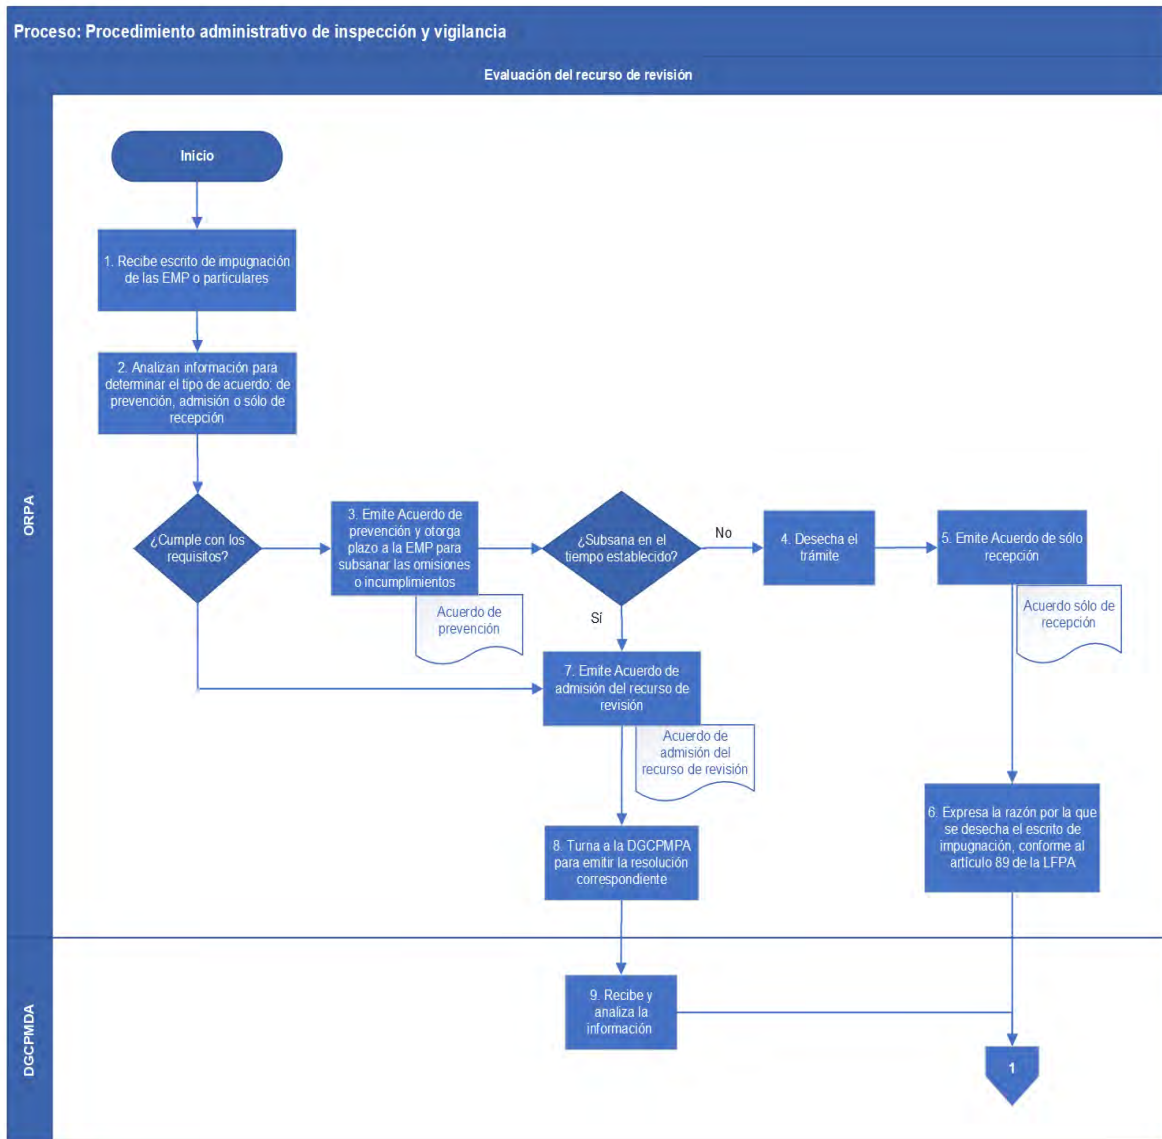 Proceso: Procedimiento administrativo de inspección y vigilancia
Evaluación del recurso de revisión
ORPA
Inicio
1. Recibe escrito de impugnación
de las EMP o particulares
2. Analizan información para
determinar el tipo de acuerdo: de
prevención, admisión o sólo de
recepción
¿Cumple con los
requisitos?
3. Emite Acuerdo de
prevención y otorga
plazo a la EMP para
subsanar las omisiones
o incumplimientos
Acuerdo de
prevención
¿Subsana en el
tiempo establecido?
No
Sí
4. Desecha el
trámite
5. Emite Acuerdo de sólo
recepción
Acuerdo sólo de
recepción
7. Emite Acuerdo de
admisión del recurso de
revisión
Acuerdo de
admisión del
recurso de revisión
6. Expresa la razón por la que
se desecha el escrito de
impugnación, conforme al
artículo 89 de la LFPA
8. Turna a la DGCPMPA
para emitir la resolución
correspondiente
DGCPMDA
9. Recibe y
analiza la
información
1